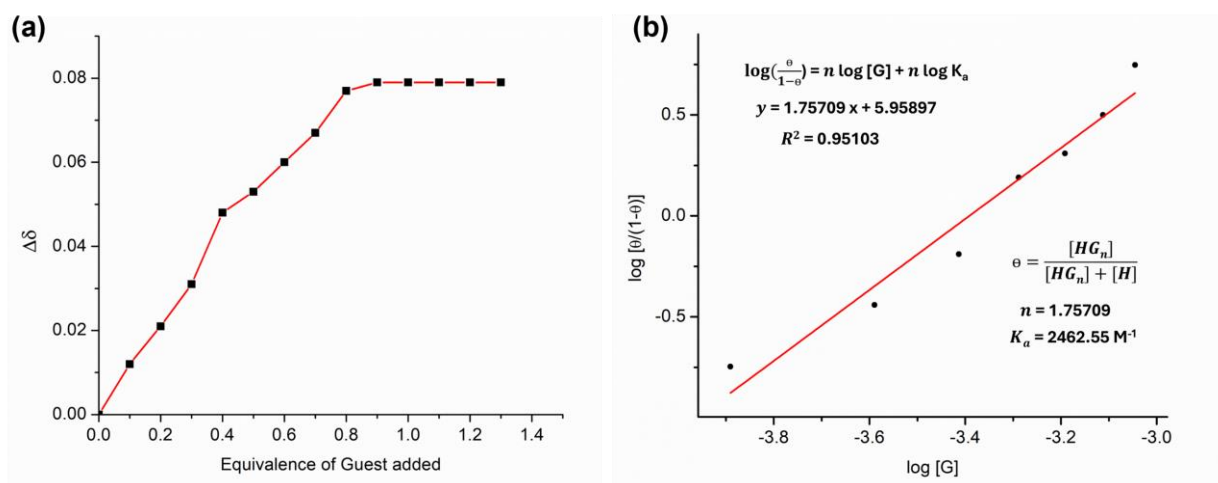 (a)
0.08
0.06
0.04
0.02
0.00
Δδ
0.0 0.2 0.4 0.6 0.8 1.0 1.2 1.4
Equivalence of Guest added
(b)
log(θ/1−θ) = n log [G] + n log Kₐ
y = 1.75709 x + 5.95897
R² = 0.95103
0.5
0.0
-0.5
log [θ/(1-θ)]
θ = [HGₙ]/[HGₙ] + [H]
n = 1.75709
Kₐ = 2462.55 M⁻¹
-3.8 -3.6 -3.4 -3.2 -3.0
log [G]